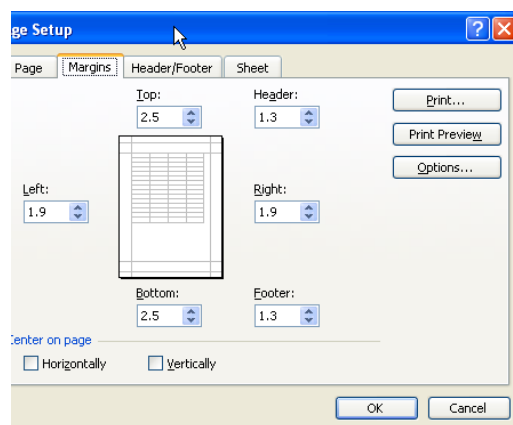 ge Setup
Page Margins Header/Footer Sheet
Top: Header:
2.5 1.3
Print...
Print Preview
Options...
Left: Right:
1.9 1.9
Bottom: Footer:
2.5 1.3
Center on page
Horizontally Vertically
OK Cancel